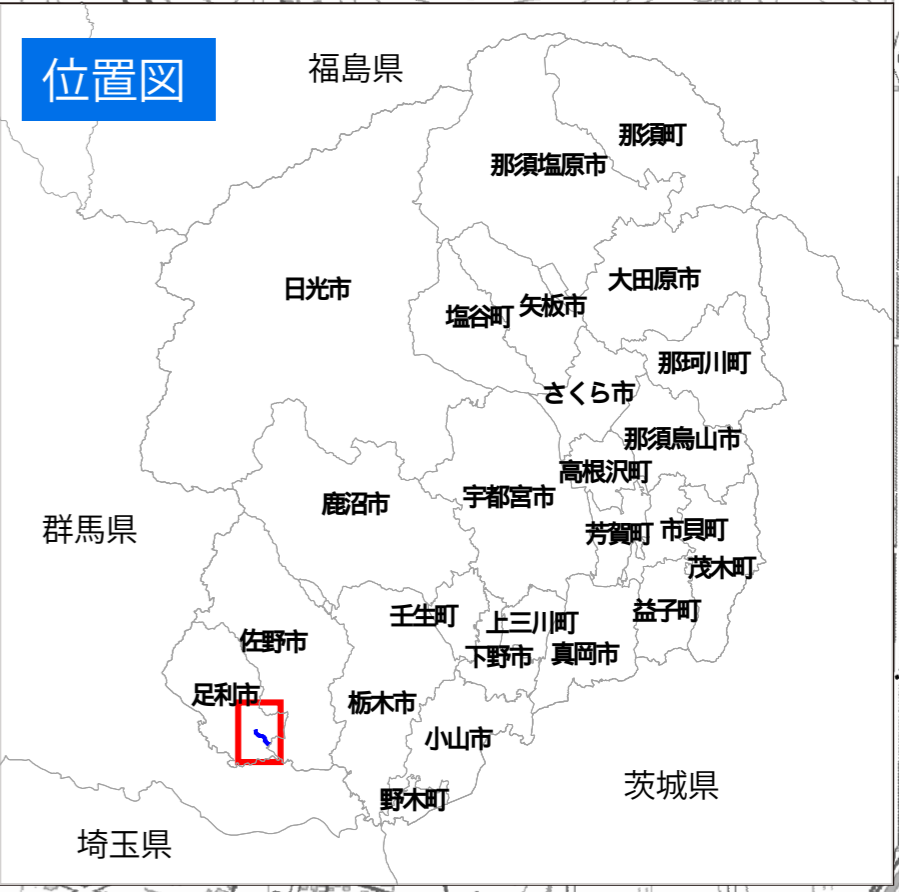 位置図
福島県
那須町
那須塩原市
大田原市
日光市
矢板市
塩谷町
那珂川町
さくら市
那須烏山市
高根沢町
宇都宮市
鹿沼市
群馬県
芳賀町
市貝町
茂木町
益子町
壬生町
上三川町
佐野市
下野市
真岡市
足利市
栃木市
小山市
茨城県
野木町
埼玉県